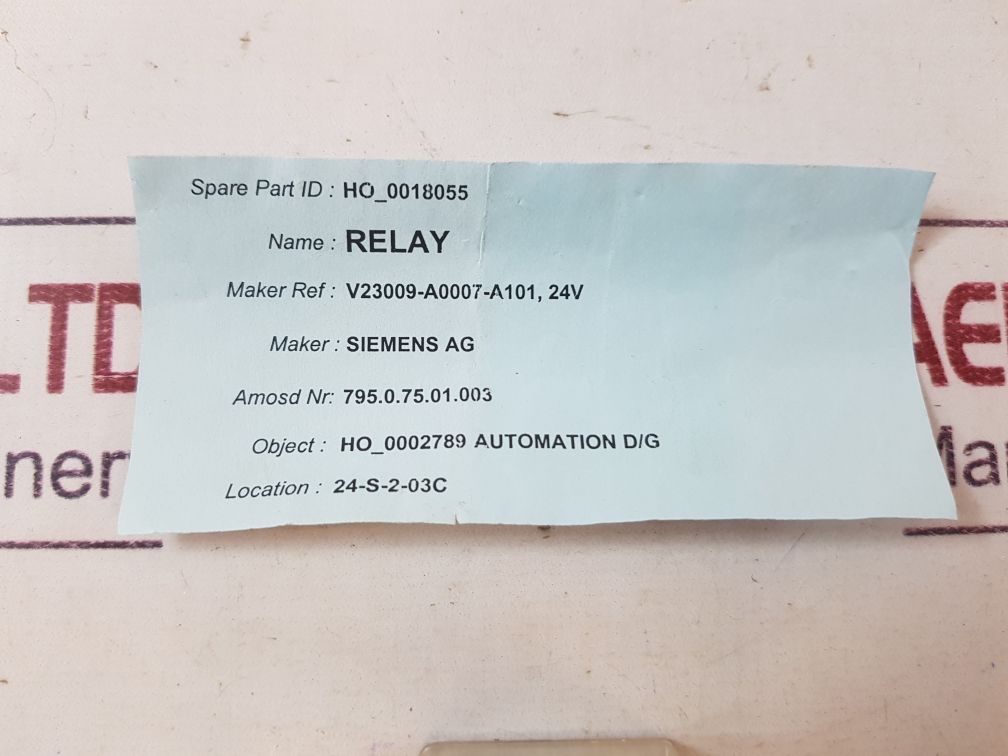 Spare Part ID : HO_0018055
Name : RELAY
Maker Ref : V23009-A0007-A101, 24V
Maker : SIEMENS AG
Amosd Nr: 795.0.75.01.003
Object : HO_0002789 AUTOMATION D/G
Location : 24-S-2-03C
LTD